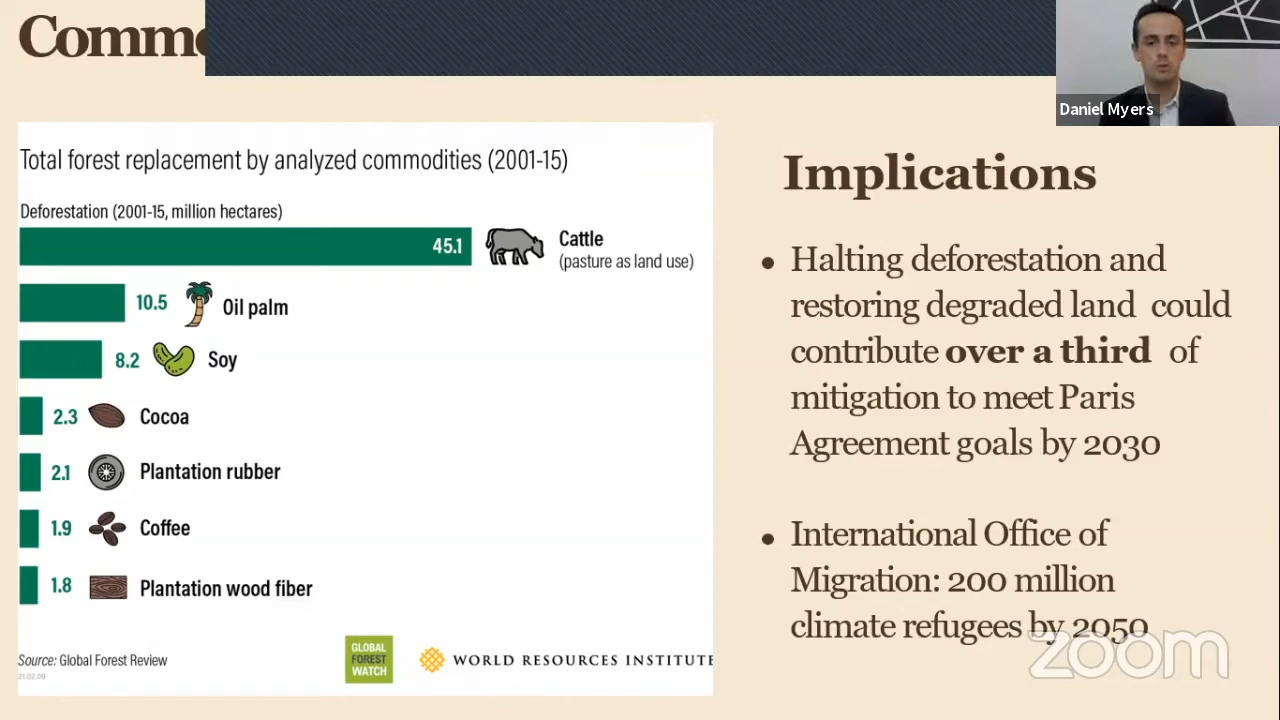 Daniel Myers
Total forest replacement by analyzed commodities (2001-15)
Deforestation (2001-15, million hectares)
45.1
Cattle
(pasture as land use)
10.5
Oil palm
8.2
Soy
2.3
Cocoa
2.1
Plantation rubber
1.9
Coffee
1.8
Plantation wood fiber
Source: Global Forest Review
21.02.09
GLOBAL
FOREST
WATCH
WORLD RESOURCES INSTITUTE
Implications
• Halting deforestation and
restoring degraded land could
contribute over a third of
mitigation to meet Paris
Agreement goals by 2030
• International Office of
Migration: 200 million
climate refugees by 2050
zoom